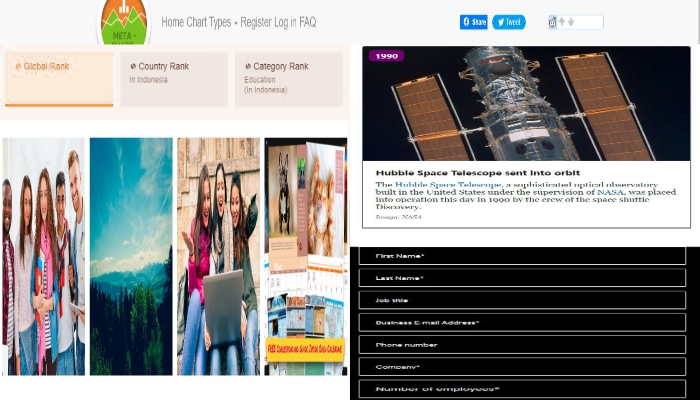 META -
Home Chart Types Register Log in FAQ
Share
Tweet
# Global Rank
# Country Rank
in Indonesia
# Category Rank
Education
(In Indonesia)
1990
Hubble Space Telescope sent into orbit
The Hubble Space Telescope, a sophisticated optical observatory
built in the United States under the supervision of NASA, was placed
into operation this day in 1990 by the crew of the space shuttle
Discovery.
Image: NASA
First Name*
Last Name*
Job title
Business E-mail Address*
Phone number
Company*
Number of employees*